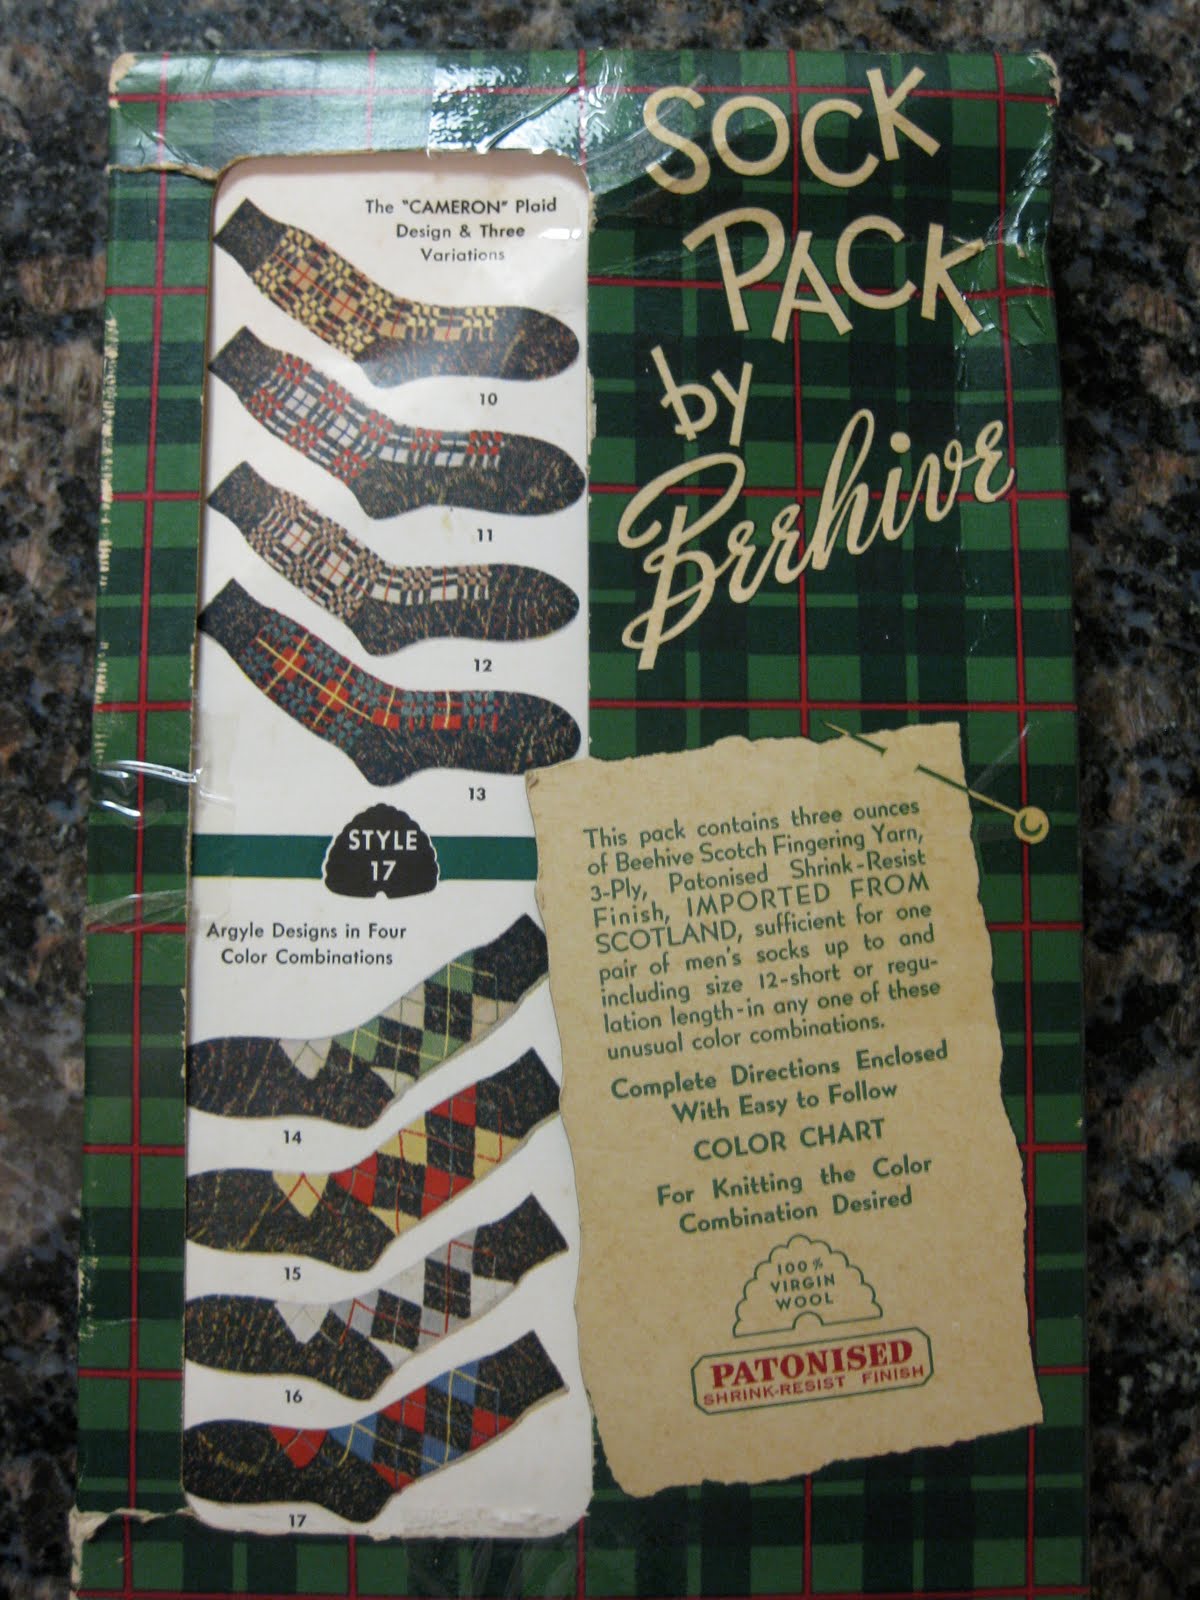 SOCK
PACK
by
Beehive
The "CAMERON" Plaid
Design & Three
Variations
10
11
12
13
STYLE
17
Argyle Designs in Four
Color Combinations
14
15
16
17
This pack contains three ounces
of Beehive Scotch Fingering Yarn,
3-Ply, Patonised Shrink-Resist
Finish, IMPORTED FROM
SCOTLAND, sufficient for one
pair of men's socks up to and
including size 12-short or regu-
lation length-in any one of these
unusual color combinations.
Complete Directions Enclosed
With Easy to Follow
COLOR CHART
For Knitting the Color
Combination Desired
100%
VIRGIN
WOOL
PATONISED
SHRINK-RESIST FINISH